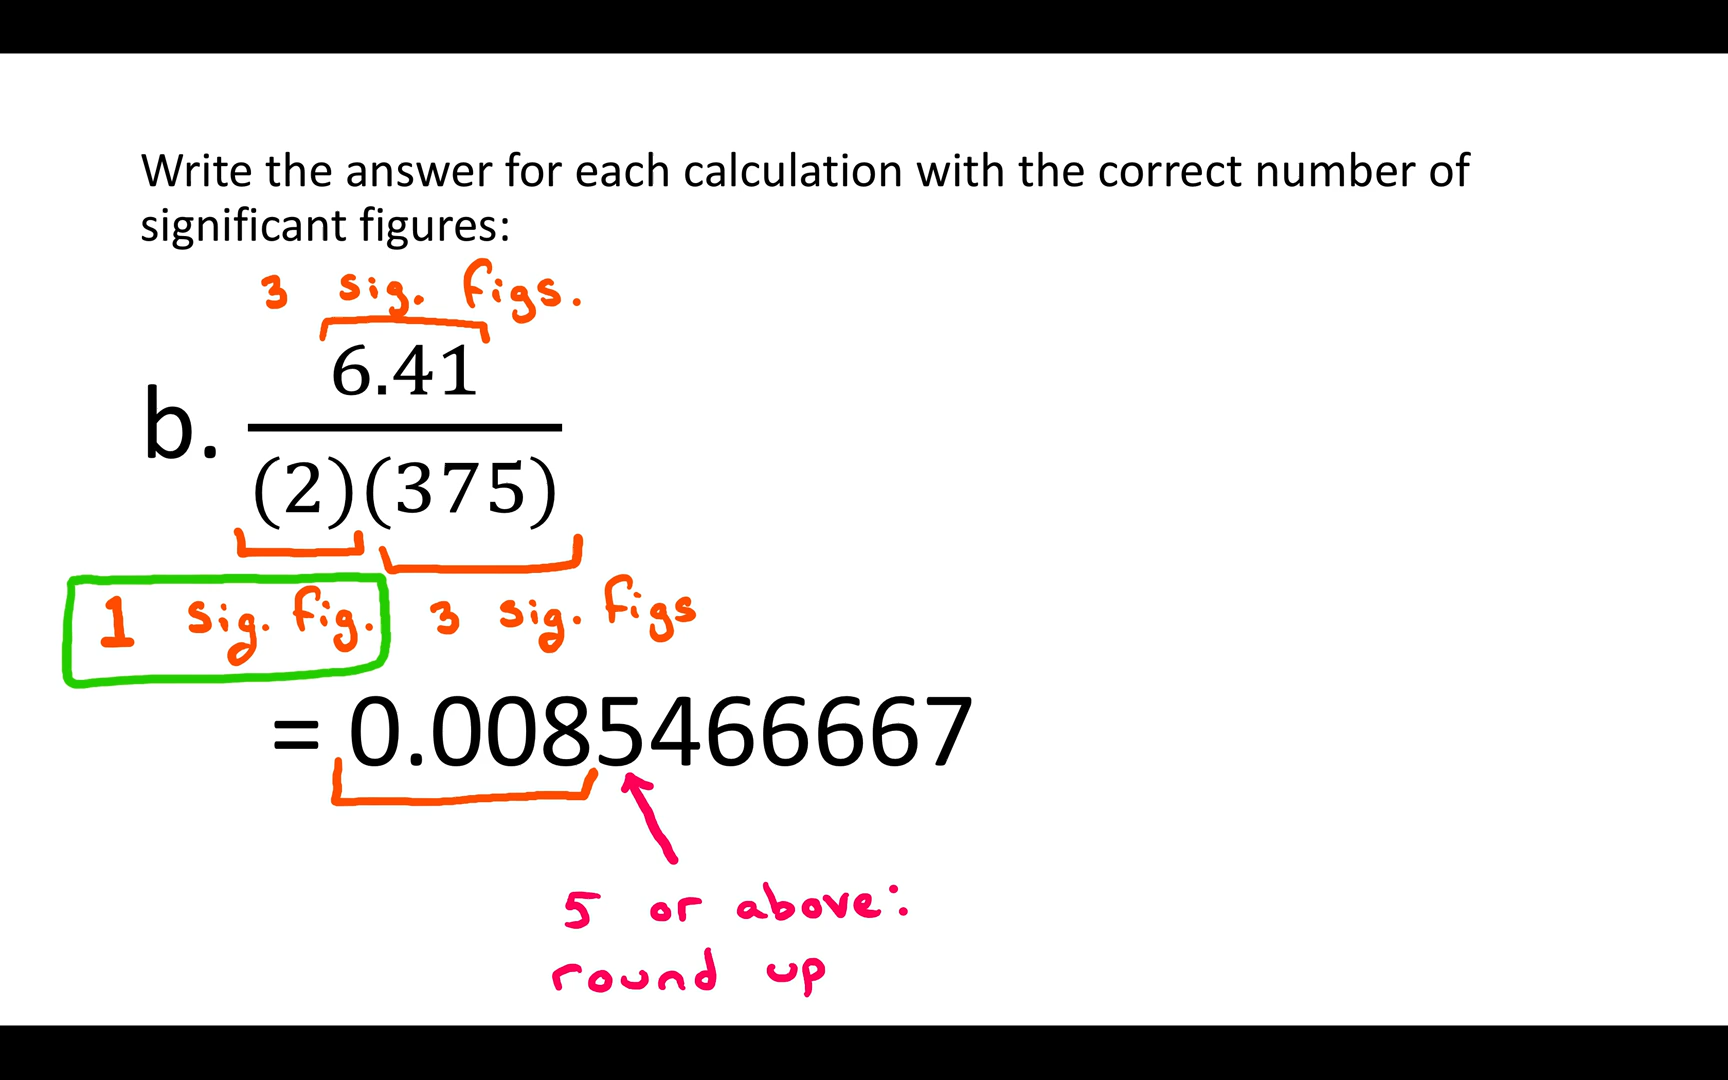 Write the answer for each calculation with the correct number of
significant figures:
3 sig. figs.
6.41
b.
(2)(375)
1 sig. fig. 3 sig. figs
= 0.0085466667
5 or above:
round up